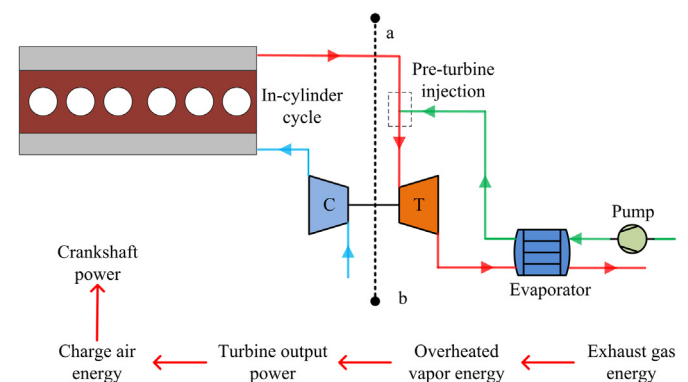 a
Pre-turbine
injection
In-cylinder
cycle
C
T
Pump
Evaporator
b
Crankshaft
power
Charge air
energy
Turbine output
power
Overheated
vapor energy
Exhaust gas
energy